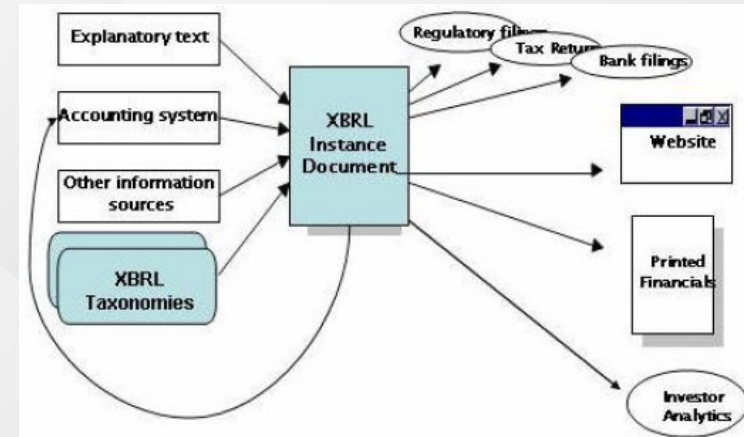 Explanatory text
Accounting system
Other information
sources
XBRL
Taxonomies
XBRL
Instance
Document
Regulatory
Tax Return
Bank filings
Website
Printed
Financials
Investor
Analytics